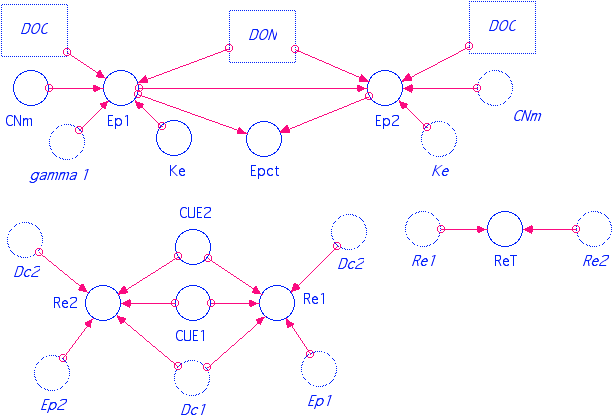 DOC
DON
DOC
CNm
Ep1
Ep2
CNm
gamma 1
Ke
Epct
Ke
CUE2
Dc2
Dc2
Re1
ReT
Re2
Re2
Re1
CUE1
Ep2
Dc1
Ep1